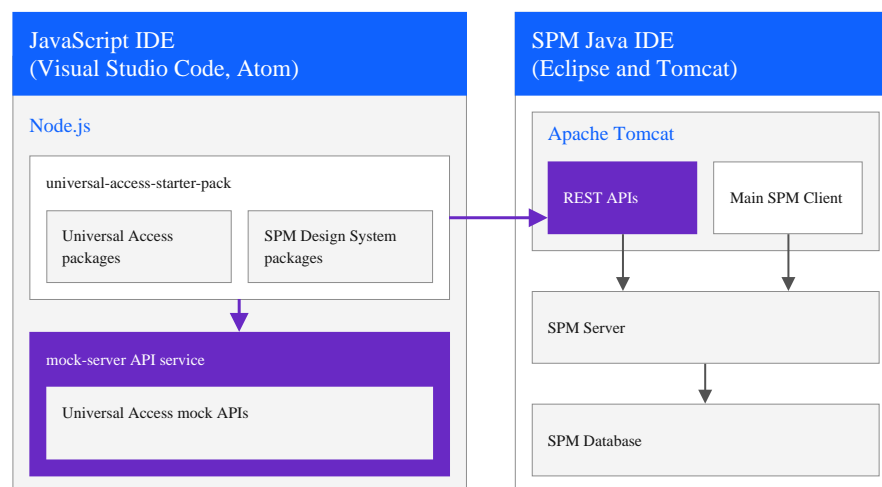 JavaScript IDE
(Visual Studio Code, Atom)
Node.js
universal-access-starter-pack
Universal Access
packages
SPM Design System
packages
mock-server API service
Universal Access mock APIs
SPM Java IDE
(Eclipse and Tomcat)
Apache Tomcat
REST APIs
Main SPM Client
SPM Server
SPM Database